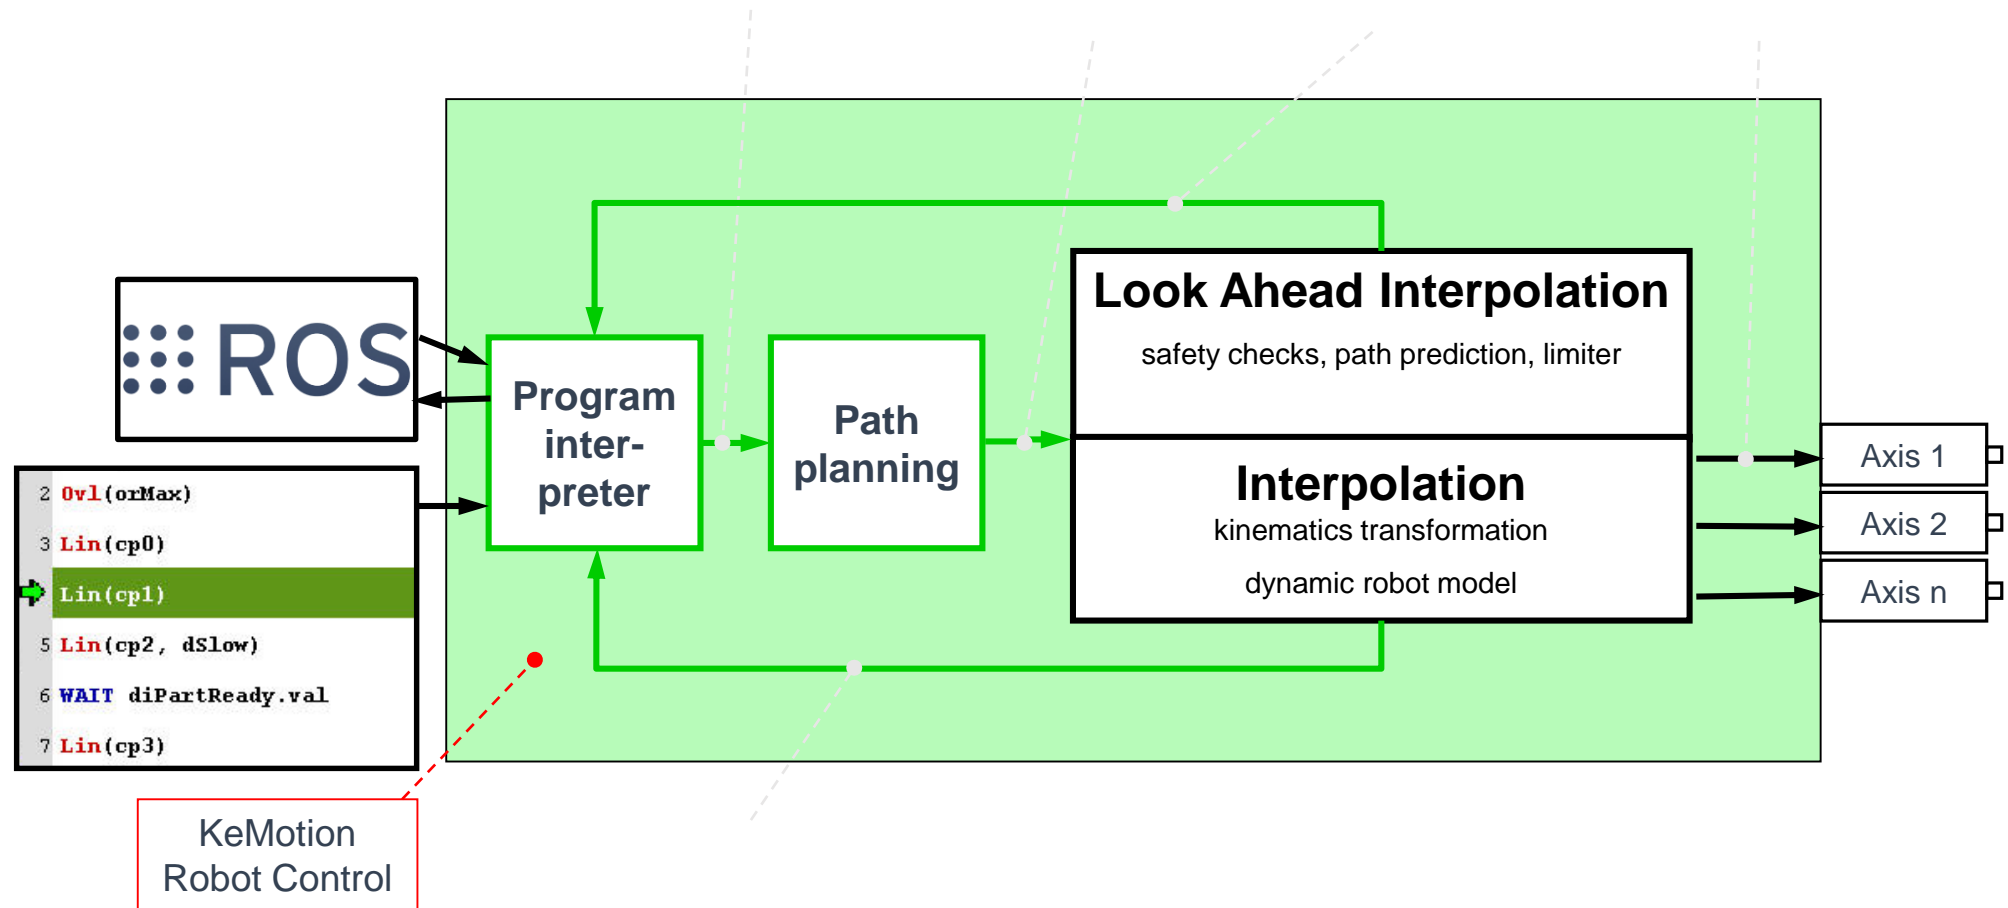 ROS
2 Ovl(orMax)
3 Lin(cp0)
Lin(cp1)
5 Lin(cp2, dSlow)
6 WAIT diPartReady.val
7 Lin(cp3)
KeMotion
Robot Control
Program
inter-
preter
Path
planning
Look Ahead Interpolation
safety checks, path prediction, limiter
Interpolation
kinematics transformation
dynamic robot model
Axis 1
Axis 2
Axis n